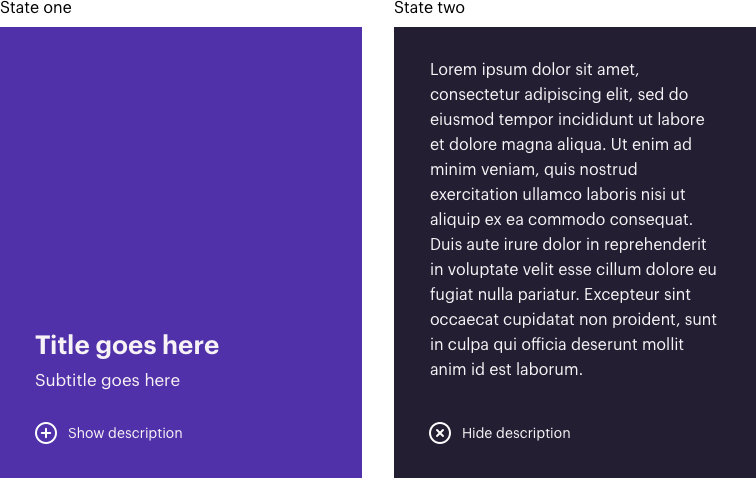 State one
Title goes here
Subtitle goes here
Show description
State two
Lorem ipsum dolor sit amet,
consectetur adipiscing elit, sed do
eiusmod tempor incididunt ut labore
et dolore magna aliqua. Ut enim ad
minim veniam, quis nostrud
exercitation ullamco laboris nisi ut
aliquip ex ea commodo consequat.
Duis aute irure dolor in reprehenderit
in voluptate velit esse cillum dolore eu
fugiat nulla pariatur. Excepteur sint
occaecat cupidatat non proident, sunt
in culpa qui officia deserunt mollit
anim id est laborum.
Hide description